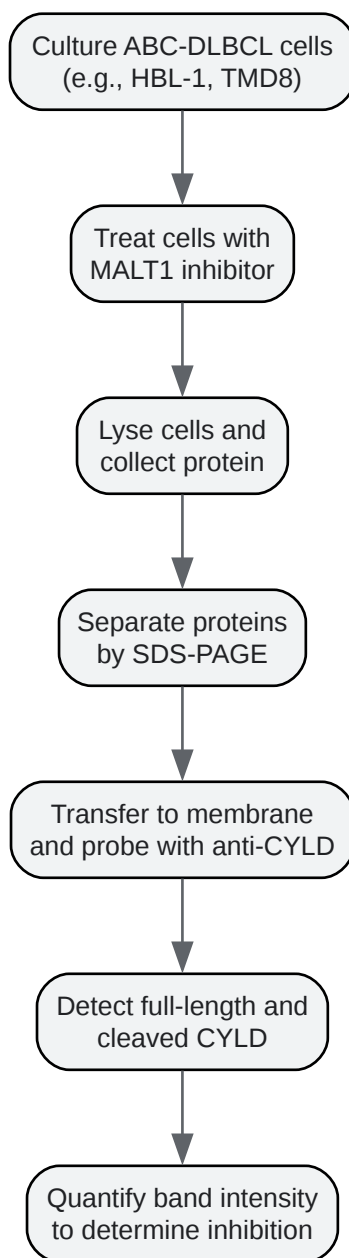 Culture ABC-DLBCL cells
(e.g., HBL-1, TMD8)
Treat cells with
MALT1 inhibitor
Lyse cells and
collect protein
Separate proteins
by SDS-PAGE
Transfer to membrane
and probe with anti-CYLD
Detect full-length and
cleaved CYLD
Quantify band intensity
to determine inhibition